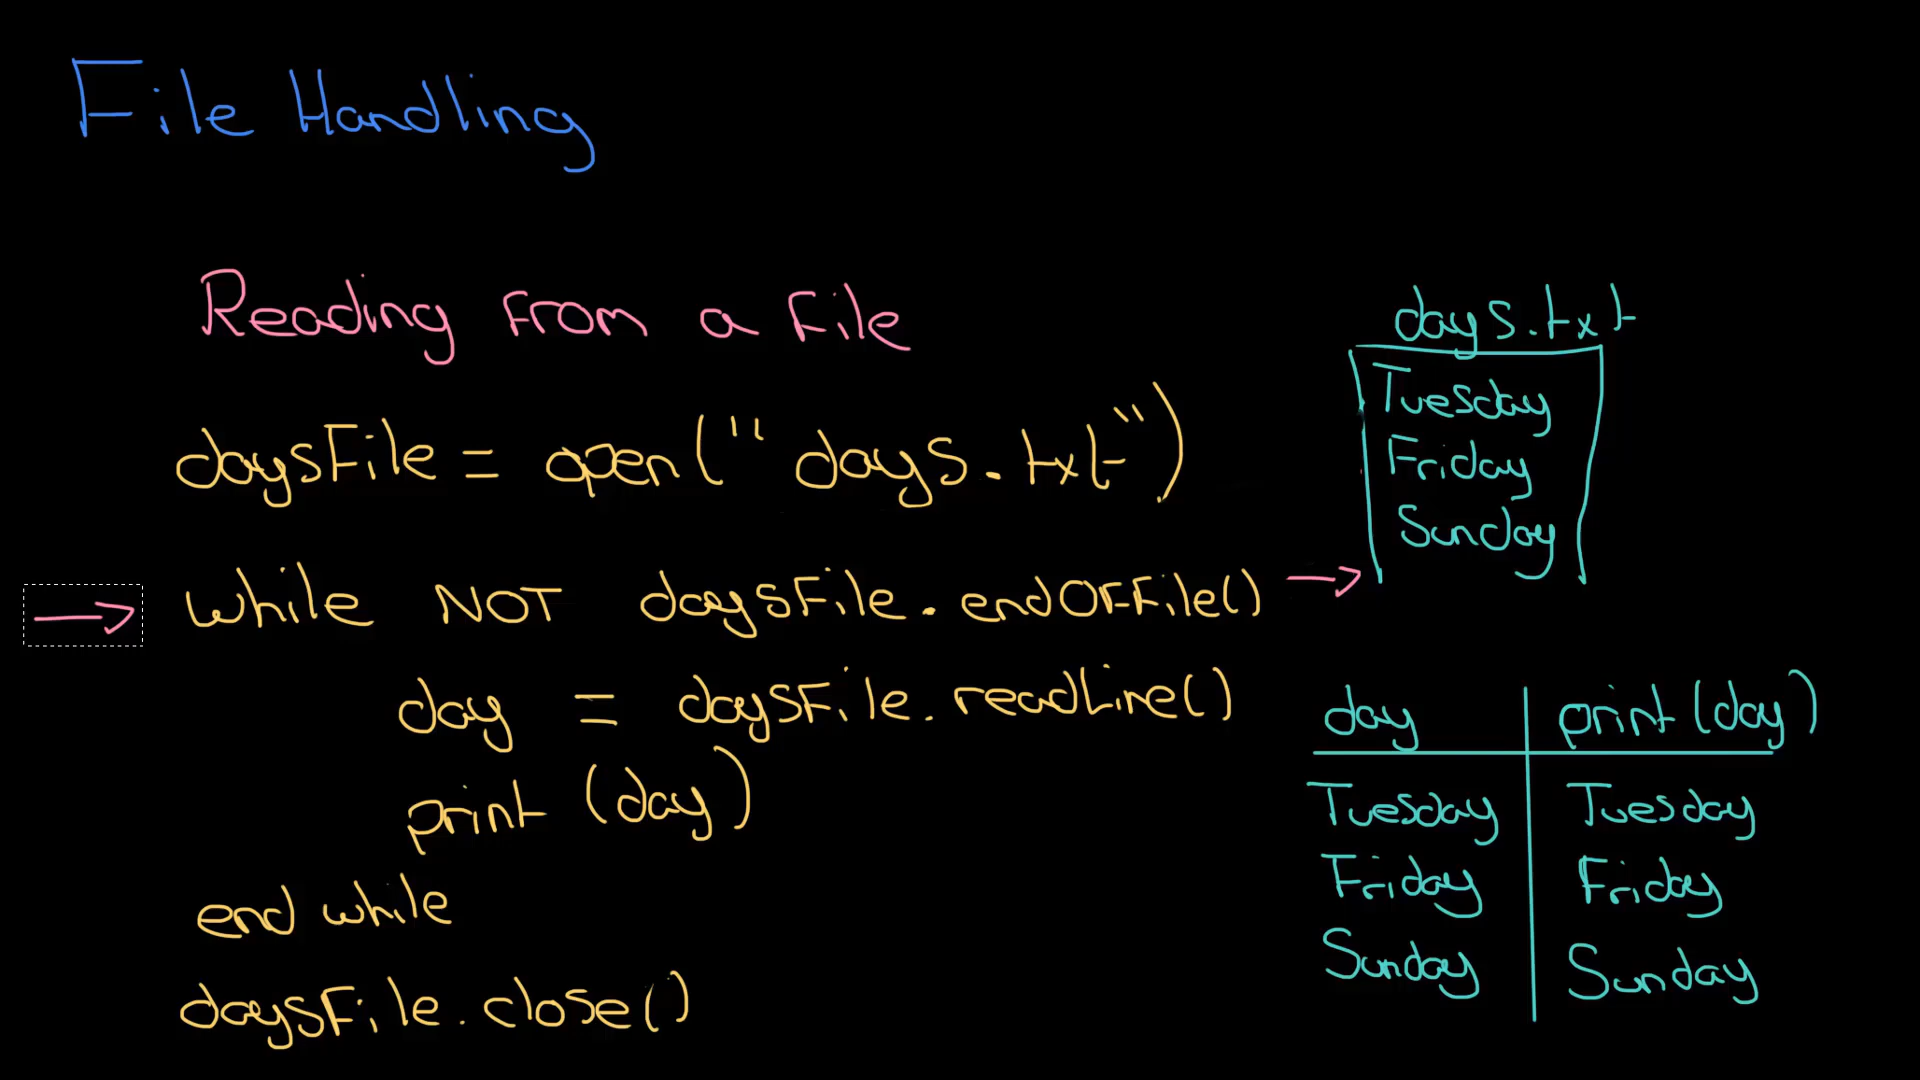 File Handling
Reading from a File
daysFile = open("days.txt")
while NOT daysFile.endOfFile()
day = daysFile.readLine()
print (day)
end while
daysFile.close()
days.txt
Tuesday
Friday
Sunday
day print(day)
Tuesday Tuesday
Friday Friday
Sunday Sunday